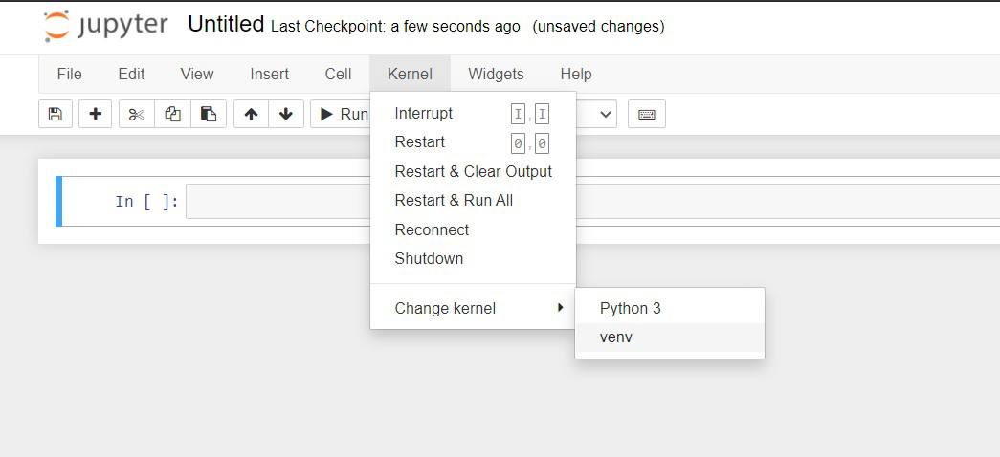 jupyter Untitled Last Checkpoint: a few seconds ago (unsaved changes)
File Edit View Insert Cell Kernel Widgets Help
Run
Interrupt I,I
Restart 0,0
Restart & Clear Output
Restart & Run All
Reconnect
Shutdown
Change kernel
Python 3
venv
In [ ]: